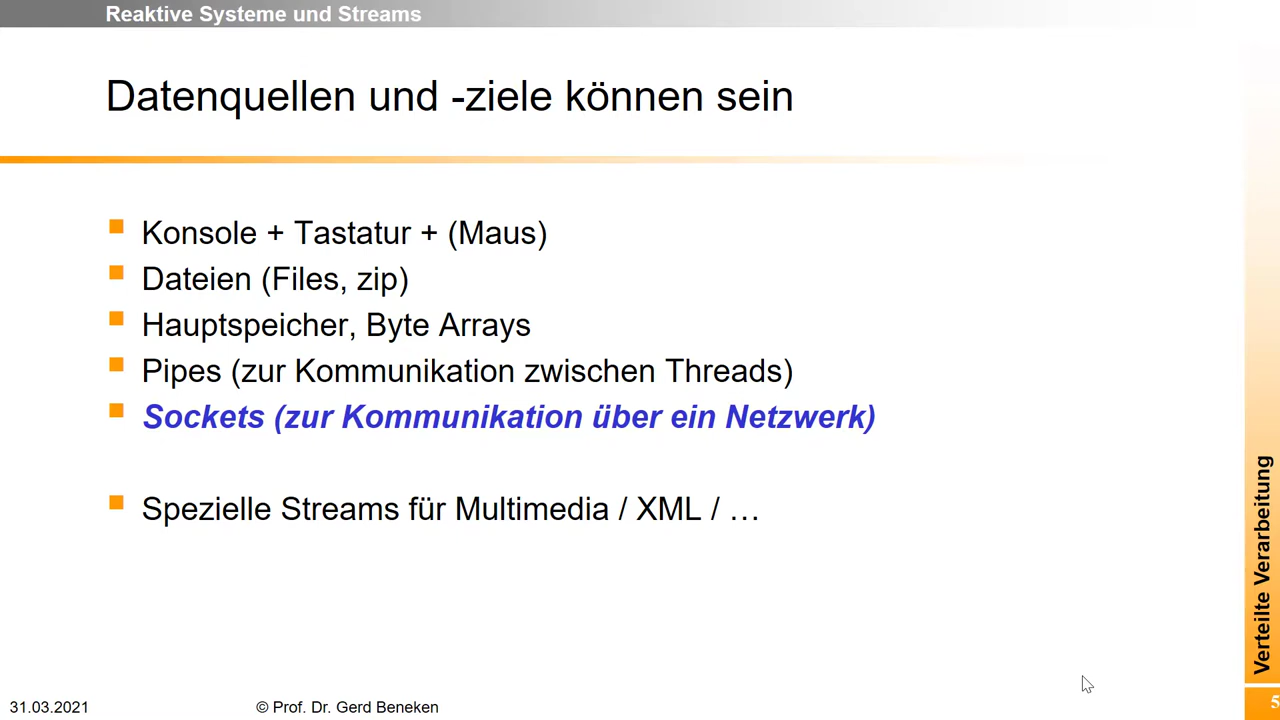 Reaktive Systeme und Streams
Datenquellen und -ziele können sein
Konsole + Tastatur + (Maus)
Dateien (Files, zip)
Hauptspeicher, Byte Arrays
Pipes (zur Kommunikation zwischen Threads)
Sockets (zur Kommunikation über ein Netzwerk)
Spezielle Streams für Multimedia / XML / …
Verteilte Verarbeitung
31.03.2021
© Prof. Dr. Gerd Beneken
5